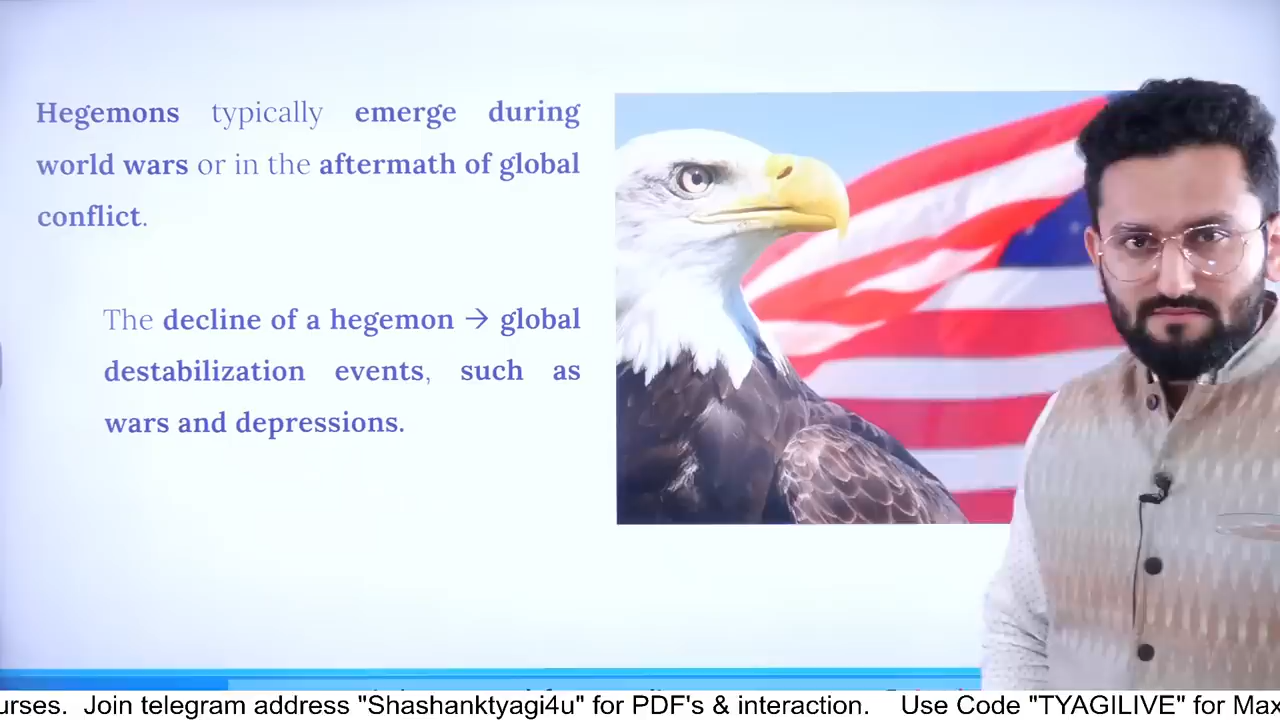 Hegemons typically emerge during
world wars or in the aftermath of global
conflict.
The decline of a hegemon → global
destabilization events, such as
wars and depressions.
urses. Join telegram address "Shashanktyagi4u" for PDF's & interaction. Use Code "TYAGILIVE" for Max